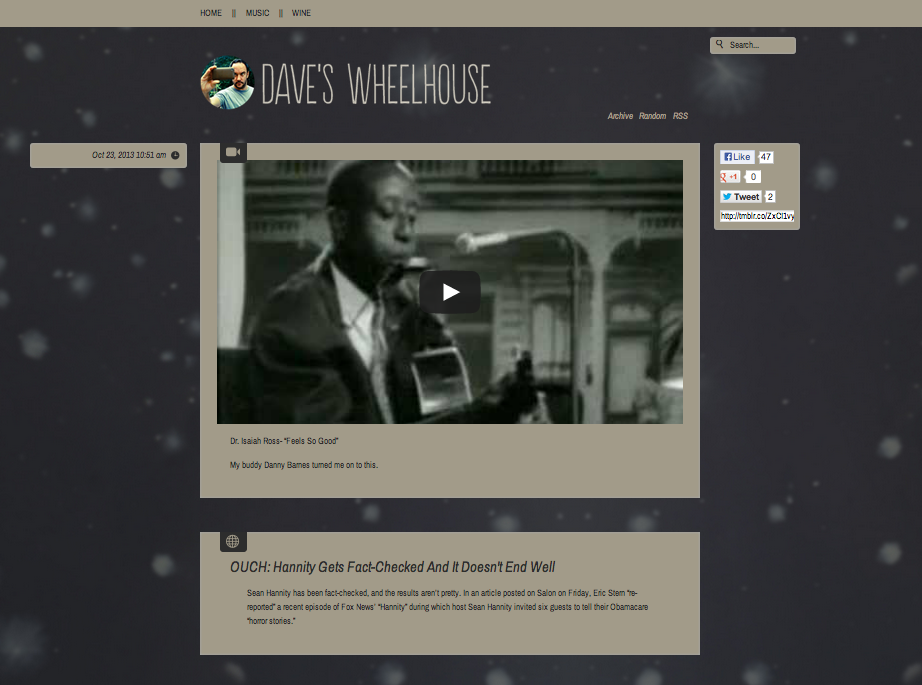 HOME || MUSIC || WINE
Search...
DAVE'S WHEELHOUSE
Archive Random RSS
Oct 23, 2013 10:51 am
Like 47
+1 0
Tweet 2
http://tmblr.co/ZxCl1vy
Dr. Isaiah Ross- "Feels So Good"
My buddy Danny Barnes turned me on to this.
OUCH: Hannity Gets Fact-Checked And It Doesn't End Well
Sean Hannity has been fact-checked, and the results aren't pretty. In an article posted on Salon on Friday, Eric Stern "re-
reported" a recent episode of Fox News' "Hannity" during which host Sean Hannity invited six guests to tell their Obamacare
"horror stories."